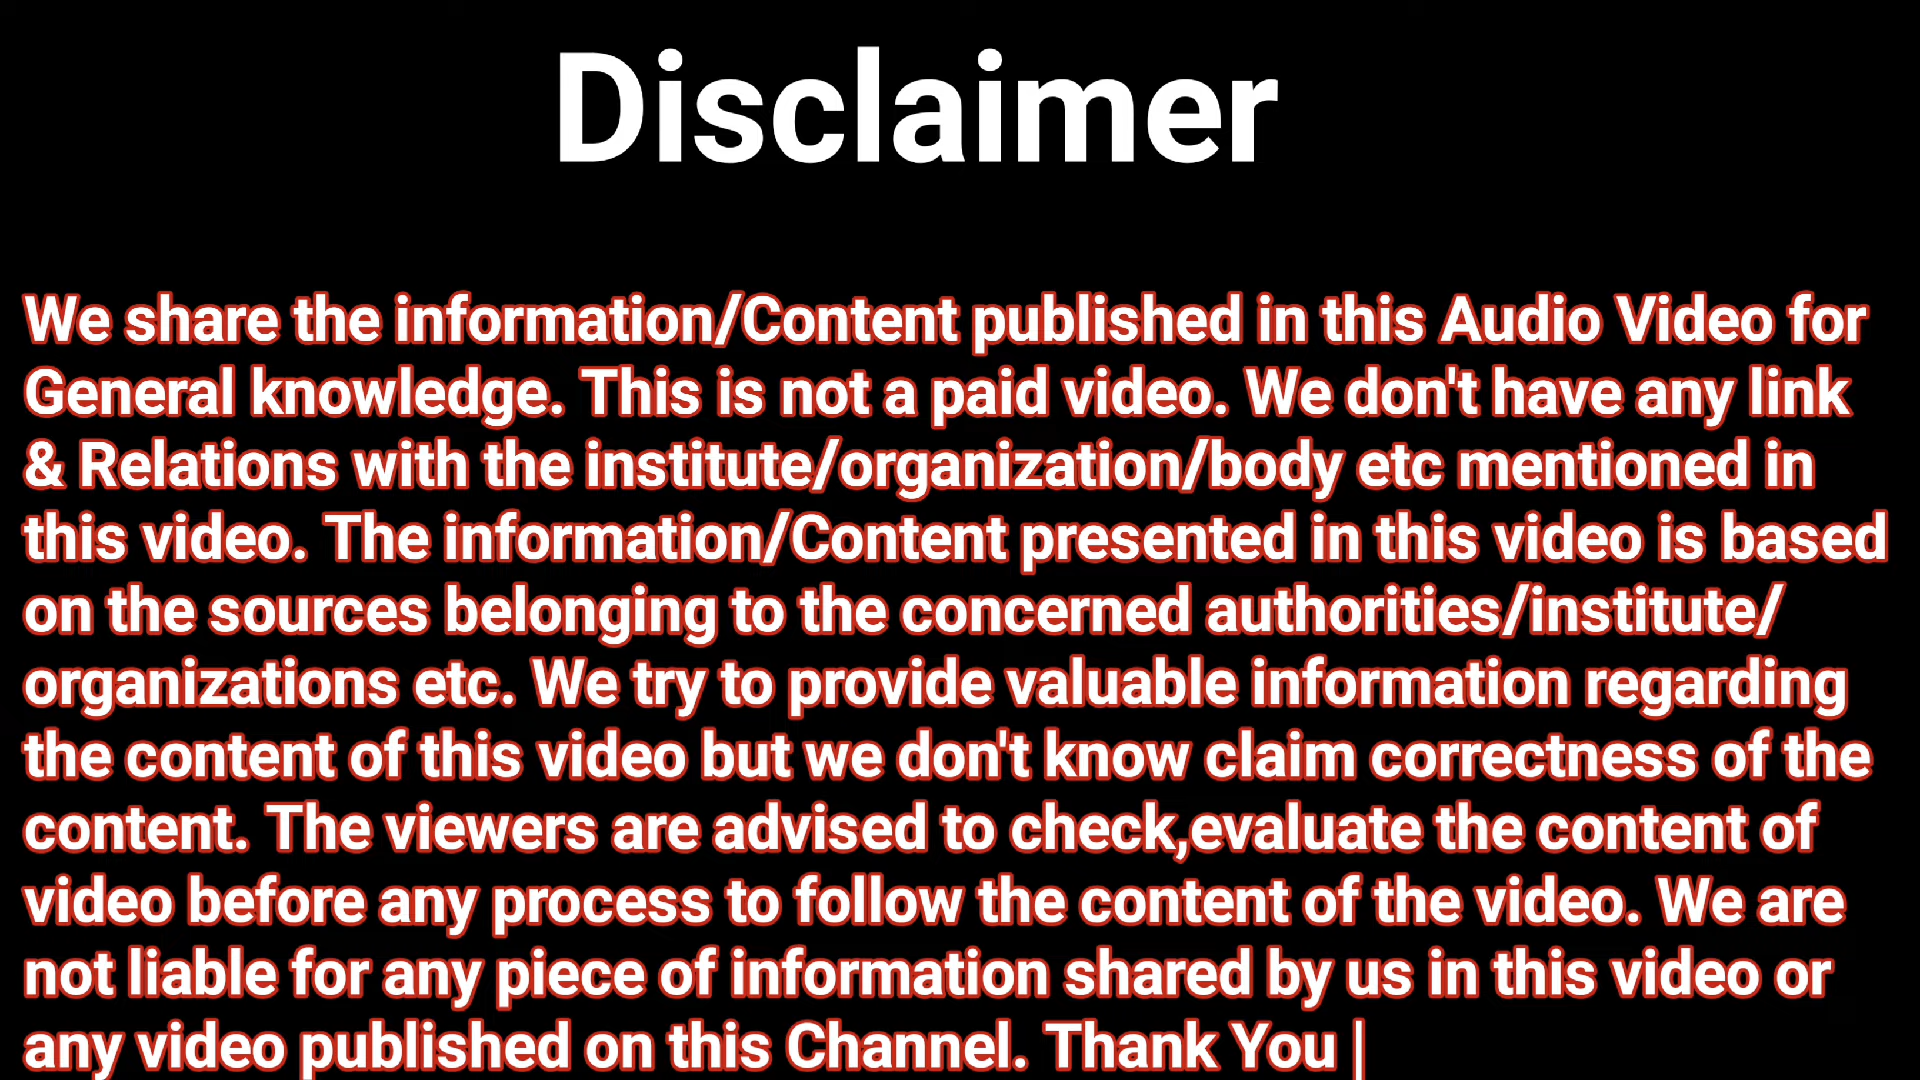 Disclaimer
We share the information/Content published in this Audio Video for
General knowledge. This is not a paid video. We don't have any link
& Relations with the institute/organization/body etc mentioned in
this video. The information/Content presented in this video is based
on the sources belonging to the concerned authorities/institute/
organizations etc. We try to provide valuable information regarding
the content of this video but we don't know claim correctness of the
content. The viewers are advised to check,evaluate the content of
video before any process to follow the content of the video. We are
not liable for any piece of information shared by us in this video or
any video published on this Channel. Thank You |